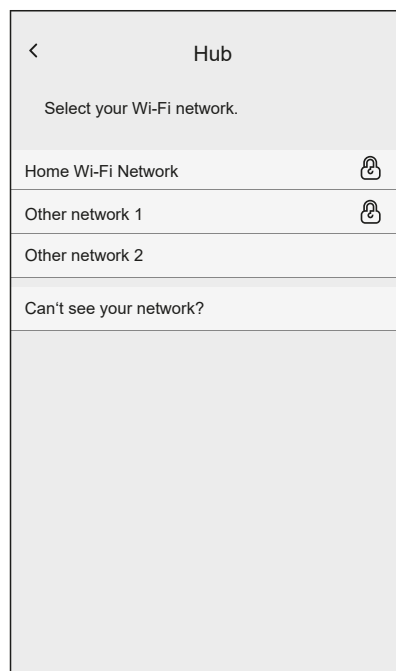 Hub
Select your Wi-Fi network.
Home Wi-Fi Network
Other network 1
Other network 2
Can‘t see your network?